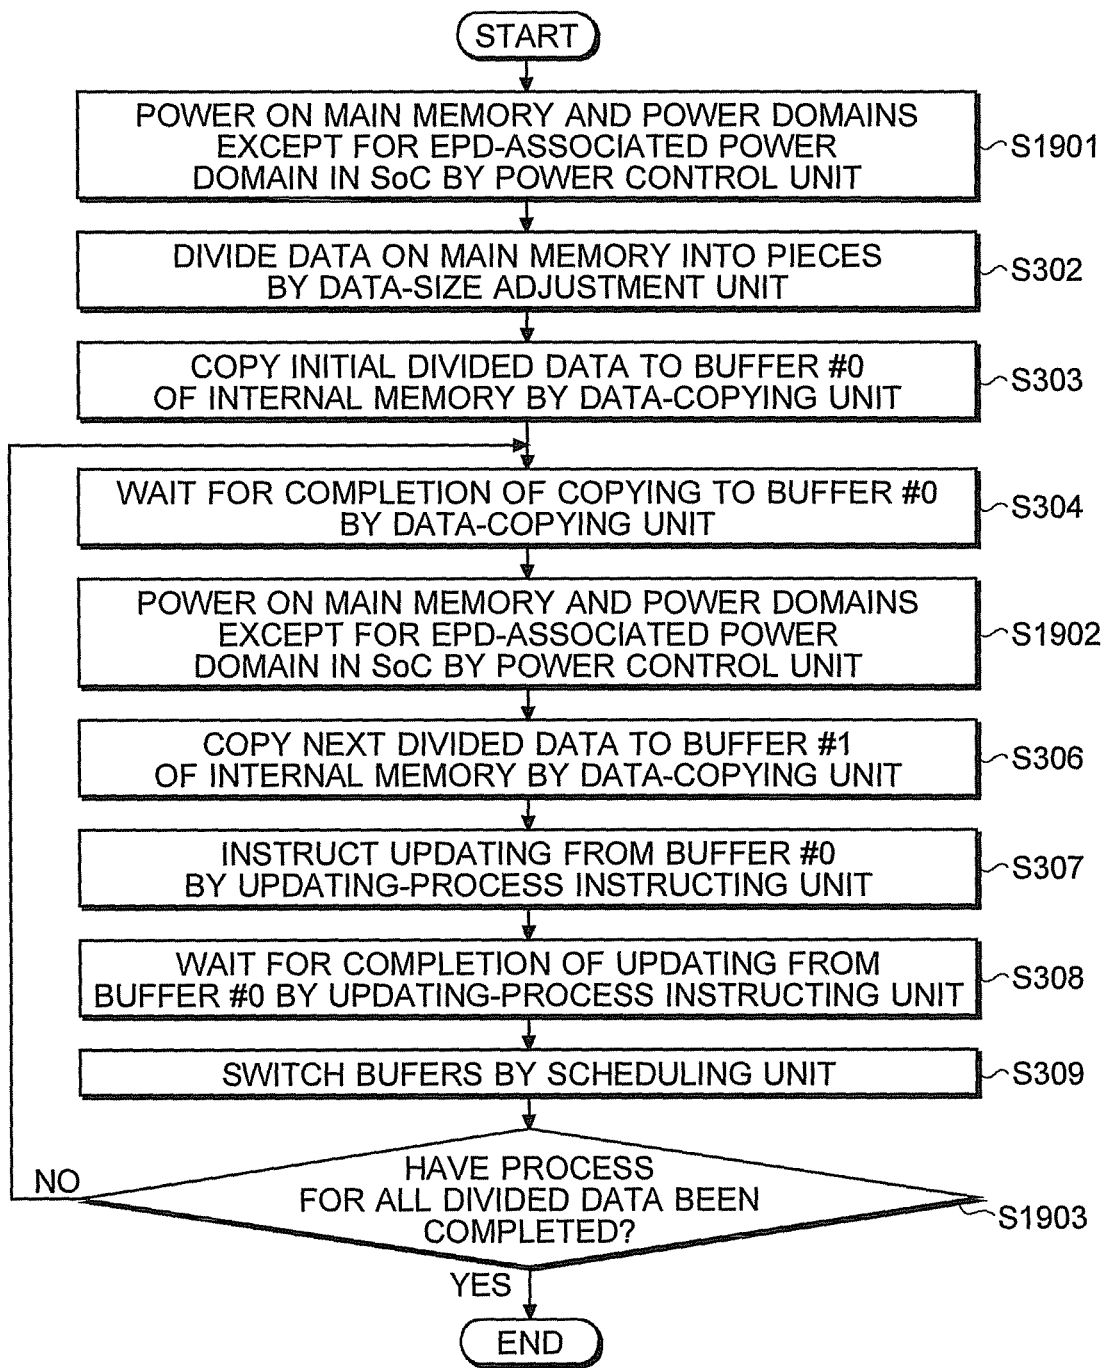 START
POWER ON MAIN MEMORY AND POWER DOMAINS
EXCEPT FOR EPD-ASSOCIATED POWER
DOMAIN IN SoC BY POWER CONTROL UNIT
S1901
DIVIDE DATA ON MAIN MEMORY INTO PIECES
BY DATA-SIZE ADJUSTMENT UNIT
S302
COPY INITIAL DIVIDED DATA TO BUFFER #0
OF INTERNAL MEMORY BY DATA-COPYING UNIT
S303
WAIT FOR COMPLETION OF COPYING TO BUFFER #0
BY DATA-COPYING UNIT
S304
POWER ON MAIN MEMORY AND POWER DOMAINS
EXCEPT FOR EPD-ASSOCIATED POWER
DOMAIN IN SoC BY POWER CONTROL UNIT
S1902
COPY NEXT DIVIDED DATA TO BUFFER #1
OF INTERNAL MEMORY BY DATA-COPYING UNIT
S306
INSTRUCT UPDATING FROM BUFFER #0
BY UPDATING-PROCESS INSTRUCTING UNIT
S307
WAIT FOR COMPLETION OF UPDATING FROM
BUFFER #0 BY UPDATING-PROCESS INSTRUCTING UNIT
S308
SWITCH BUFERS BY SCHEDULING UNIT
S309
NO
HAVE PROCESS
FOR ALL DIVIDED DATA BEEN
COMPLETED?
S1903
YES
END